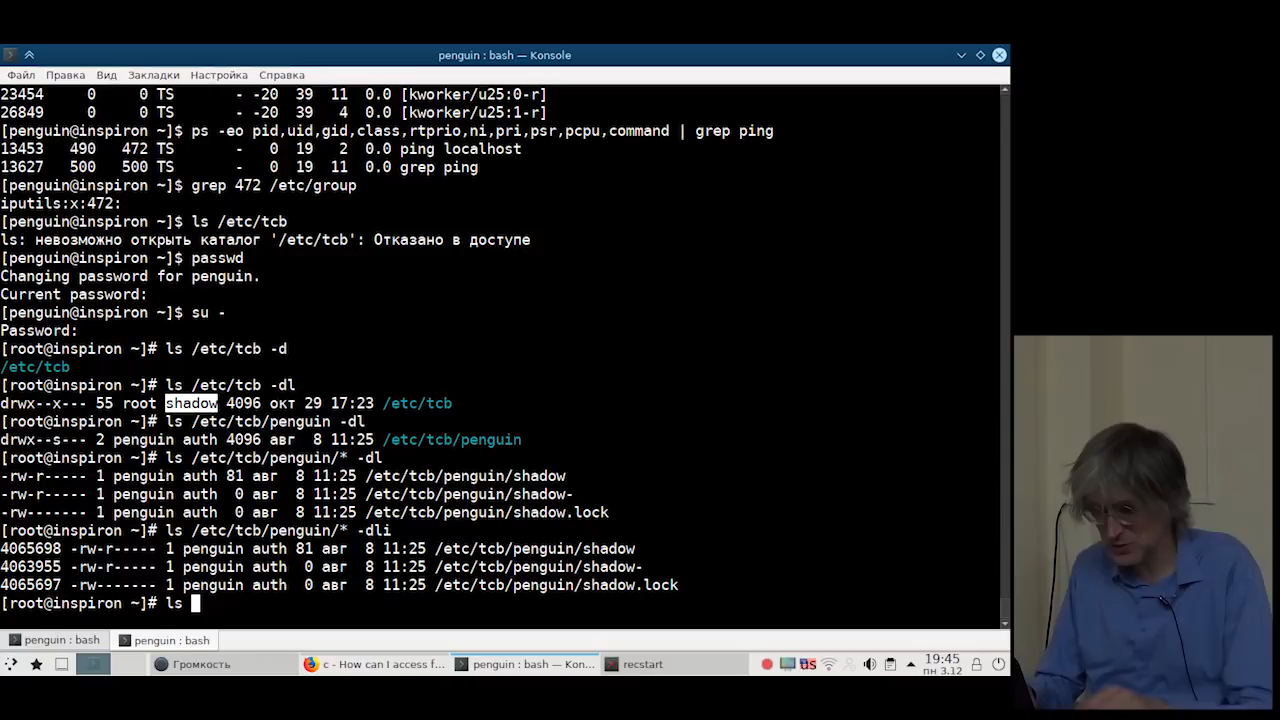 penguin : bash — Konsole
Файл Правка Вид Закладки Настройка Справка
23454 0 0 TS - -20 39 11 0.0 [kworker/u25:0-r]
26849 0 0 TS - -20 39 4 0.0 [kworker/u25:1-r]
[penguin@inspiron ~]$ ps -eo pid,uid,gid,class,rtprio,ni,pri,psr,pcpu,command | grep ping
13453 490 472 TS - 0 19 2 0.0 ping localhost
13627 500 500 TS - 0 19 11 0.0 grep ping
[penguin@inspiron ~]$ grep 472 /etc/group
iputils:x:472:
[penguin@inspiron ~]$ ls /etc/tcb
ls: невозможно открыть каталог '/etc/tcb': Отказано в доступе
[penguin@inspiron ~]$ passwd
Changing password for penguin.
Current password:
[penguin@inspiron ~]$ su -
Password:
[root@inspiron ~]# ls /etc/tcb -d
/etc/tcb
[root@inspiron ~]# ls /etc/tcb -dl
drwx--x--- 55 root shadow 4096 окт 29 17:23 /etc/tcb
[root@inspiron ~]# ls /etc/tcb/penguin -dl
drwx--s--- 2 penguin auth 4096 авг 8 11:25 /etc/tcb/penguin
[root@inspiron ~]# ls /etc/tcb/penguin/* -dl
-rw-r----- 1 penguin auth 81 авг 8 11:25 /etc/tcb/penguin/shadow
-rw-r----- 1 penguin auth 0 авг 8 11:25 /etc/tcb/penguin/shadow-
-rw------- 1 penguin auth 0 авг 8 11:25 /etc/tcb/penguin/shadow.lock
[root@inspiron ~]# ls /etc/tcb/penguin/* -dli
4065698 -rw-r----- 1 penguin auth 81 авг 8 11:25 /etc/tcb/penguin/shadow
4063955 -rw-r----- 1 penguin auth 0 авг 8 11:25 /etc/tcb/penguin/shadow-
4065697 -rw------- 1 penguin auth 0 авг 8 11:25 /etc/tcb/penguin/shadow.lock
[root@inspiron ~]# ls
penguin : bash penguin : bash
Громкость c - How can I access f... penguin : bash — Kon... recstart us 19:45
пн 3.12